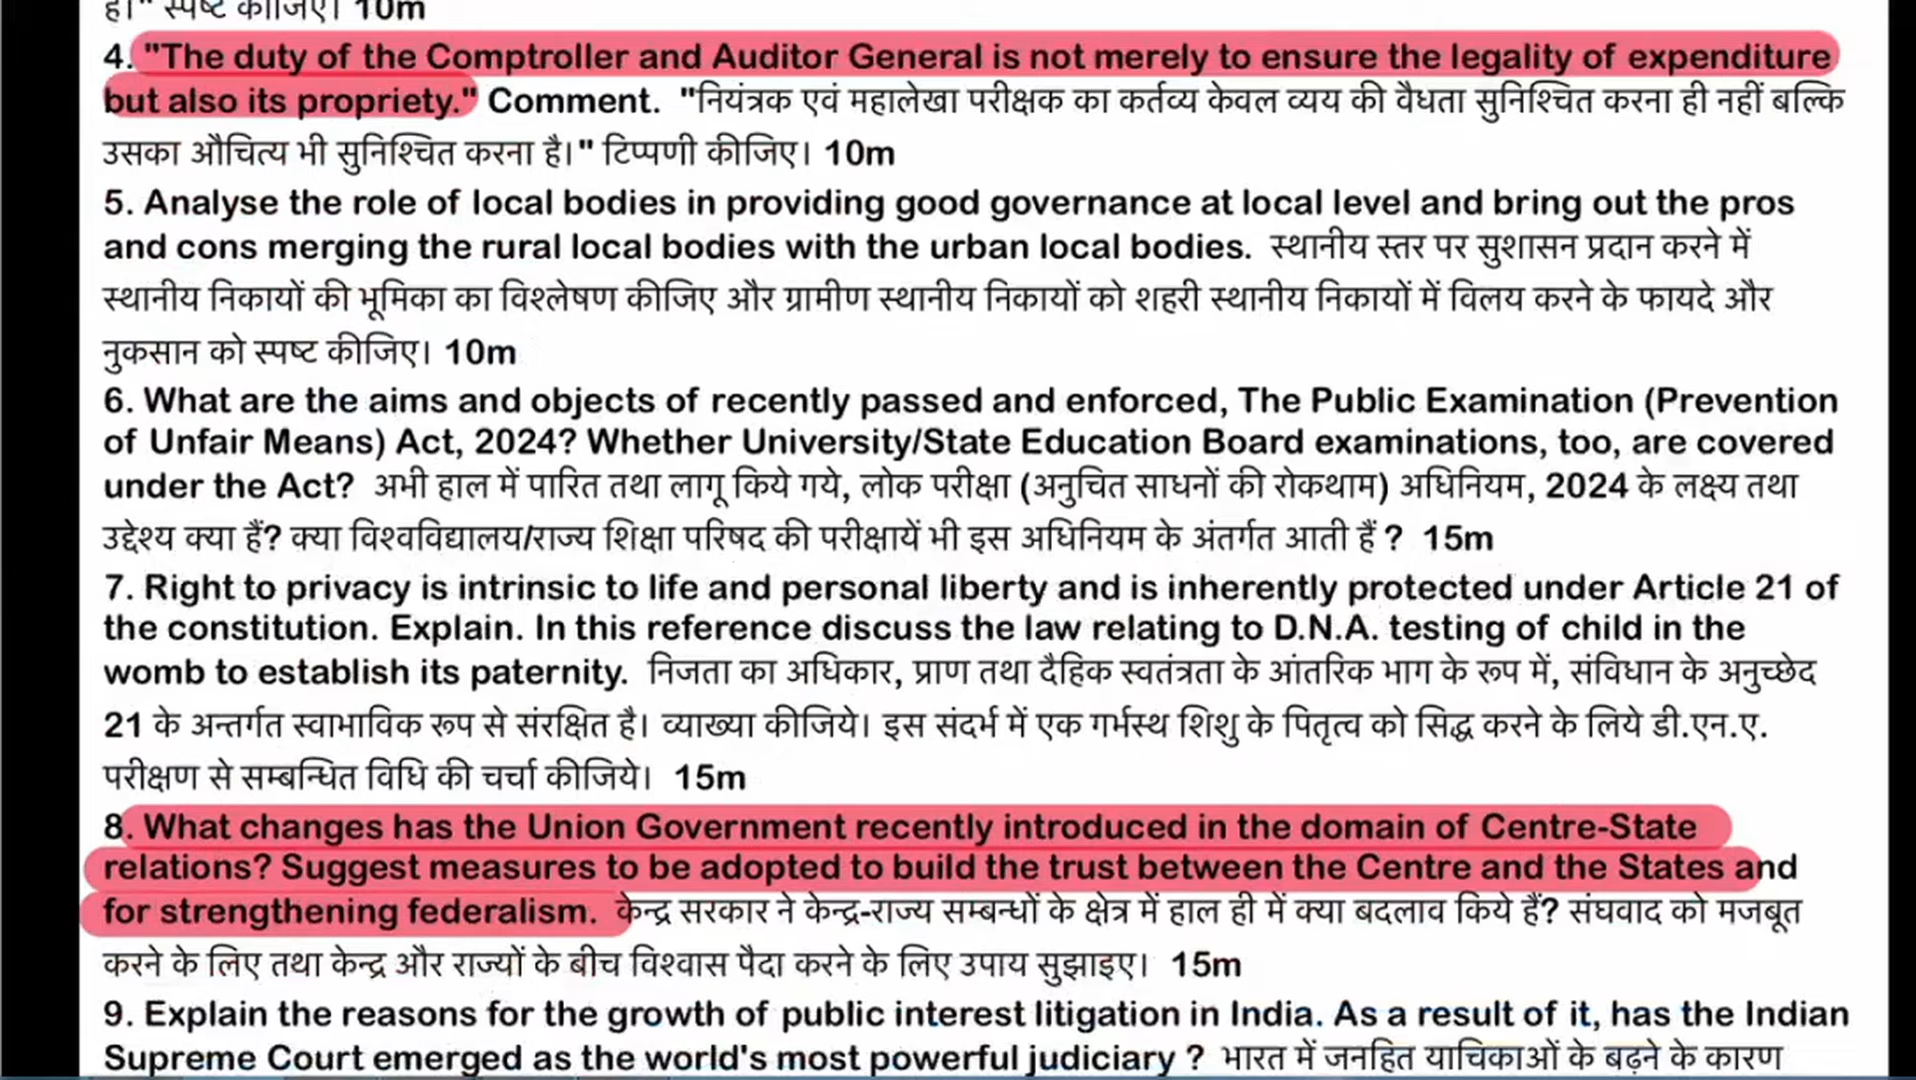 है।" स्पष्ट कीजिए। 10m
4. "The duty of the Comptroller and Auditor General is not merely to ensure the legality of expenditure
but also its propriety." Comment. "नियंत्रक एवं महालेखा परीक्षक का कर्तव्य केवल व्यय की वैधता सुनिश्चित करना ही नहीं बल्कि
उसका औचित्य भी सुनिश्चित करना है।" टिप्पणी कीजिए। 10m
5. Analyse the role of local bodies in providing good governance at local level and bring out the pros
and cons merging the rural local bodies with the urban local bodies. स्थानीय स्तर पर सुशासन प्रदान करने में
स्थानीय निकायों की भूमिका का विश्लेषण कीजिए और ग्रामीण स्थानीय निकायों को शहरी स्थानीय निकायों में विलय करने के फायदे और
नुकसान को स्पष्ट कीजिए। 10m
6. What are the aims and objects of recently passed and enforced, The Public Examination (Prevention
of Unfair Means) Act, 2024? Whether University/State Education Board examinations, too, are covered
under the Act? अभी हाल में पारित तथा लागू किये गये, लोक परीक्षा (अनुचित साधनों की रोकथाम) अधिनियम, 2024 के लक्ष्य तथा
उद्देश्य क्या हैं? क्या विश्वविद्यालय/राज्य शिक्षा परिषद की परीक्षायें भी इस अधिनियम के अंतर्गत आती हैं ? 15m
7. Right to privacy is intrinsic to life and personal liberty and is inherently protected under Article 21 of
the constitution. Explain. In this reference discuss the law relating to D.N.A. testing of child in the
womb to establish its paternity. निजता का अधिकार, प्राण तथा दैहिक स्वतंत्रता के आंतरिक भाग के रूप में, संविधान के अनुच्छेद
21 के अन्तर्गत स्वाभाविक रूप से संरक्षित है। व्याख्या कीजिये। इस संदर्भ में एक गर्भस्थ शिशु के पितृत्व को सिद्ध करने के लिये डी.एन.ए.
परीक्षण से सम्बन्धित विधि की चर्चा कीजिये। 15m
8. What changes has the Union Government recently introduced in the domain of Centre-State
relations? Suggest measures to be adopted to build the trust between the Centre and the States and
for strengthening federalism. केन्द्र सरकार ने केन्द्र-राज्य सम्बन्धों के क्षेत्र में हाल ही में क्या बदलाव किये हैं? संघवाद को मजबूत
करने के लिए तथा केन्द्र और राज्यों के बीच विश्वास पैदा करने के लिए उपाय सुझाइए। 15m
9. Explain the reasons for the growth of public interest litigation in India. As a result of it, has the Indian
Supreme Court emerged as the world's most powerful judiciary ? भारत में जनहित याचिकाओं के बढ़ने के कारण